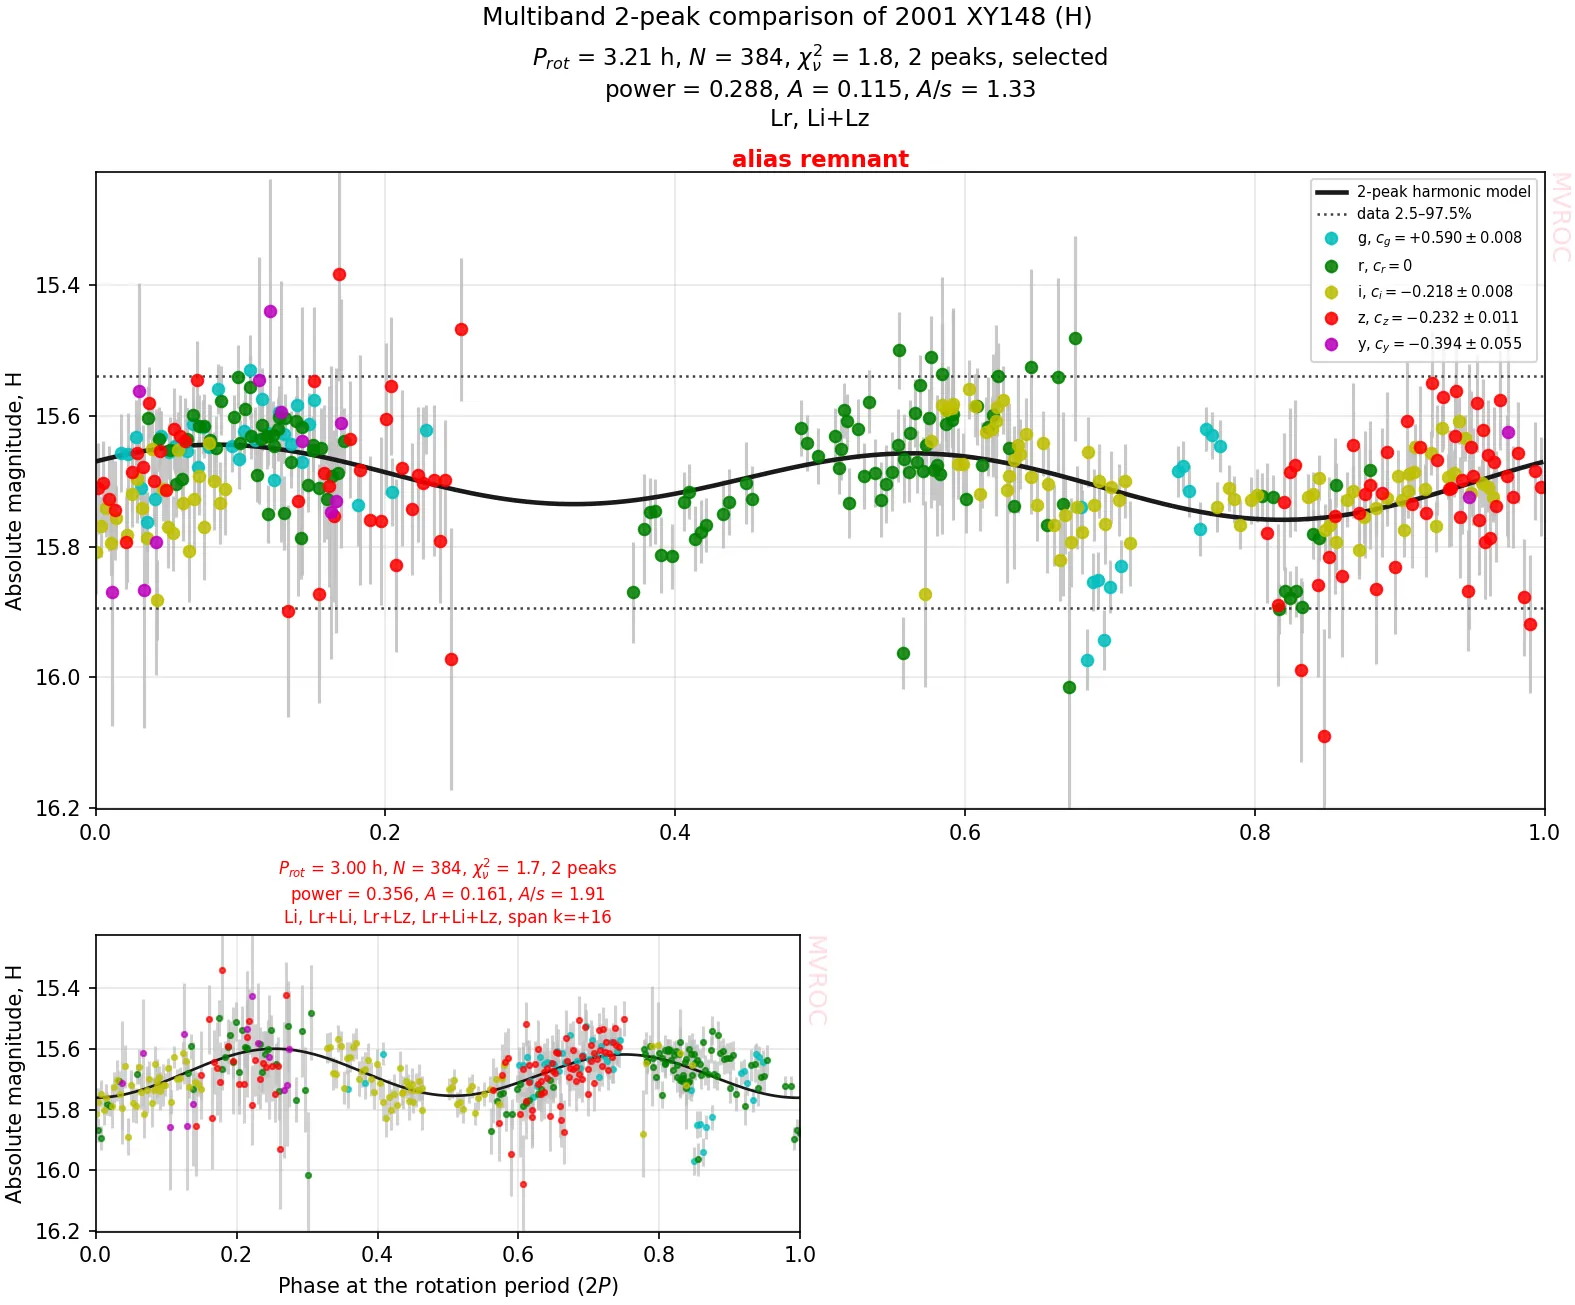 Multiband 2-peak comparison of 2001 XY148 (H)
P_rot = 3.21 h, N = 384, χ²_ν = 1.8, 2 peaks, selected
power = 0.288, A = 0.115, A/s = 1.33
Lr, Li+Lz
alias remnant
2-peak harmonic model
data 2.5–97.5%
g, c_g = +0.590 ± 0.008
r, c_r = 0
i, c_i = −0.218 ± 0.008
z, c_z = −0.232 ± 0.011
y, c_y = −0.394 ± 0.055
MVROC
Absolute magnitude, H
15.4
15.6
15.8
16.0
16.2
0.0 0.2 0.4 0.6 0.8 1.0
P_rot = 3.00 h, N = 384, χ²_ν = 1.7, 2 peaks
power = 0.356, A = 0.161, A/s = 1.91
Li, Lr+Li, Lr+Lz, Lr+Li+Lz, span k=+16
MVROC
Absolute magnitude, H
15.4
15.6
15.8
16.0
16.2
0.0 0.2 0.4 0.6 0.8 1.0
Phase at the rotation period (2P)